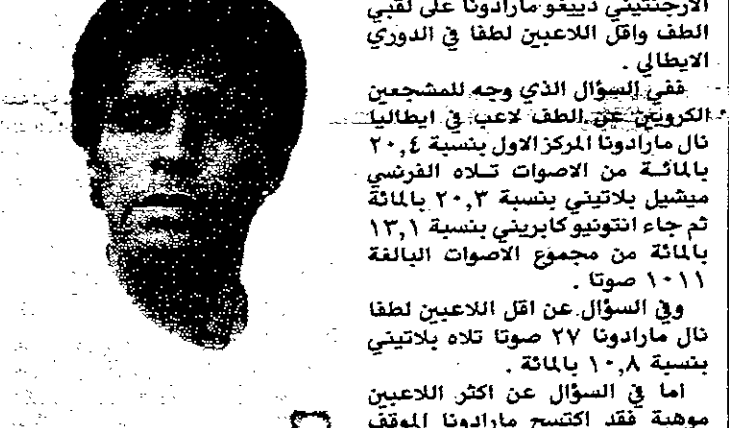 الارجنتيني دييغو مارادونا على لقبي
الطف واقل اللاعبين لطفا في الدوري
الايطالي .
ففي السؤال الذي وجه للمشجعين
الكرويين عن الطف لاعب في ايطاليا
نال مارادونا المركز الاول بنسبة ٢٠,٤
بالمائة من الاصوات تلاه الفرنسي
ميشيل بلاتيني بنسبة ٢٠,٣ بالمائة
ثم جاء انتونيو كابريني بنسبة ١٣,١
بالمائة من مجموع الاصوات البالغة
١٠١١ صوتا .
وفي السؤال عن اقل اللاعبين لطفا
نال مارادونا ٢٧ صوتا تلاه بلاتيني
بنسبة ١٠,٨ بالمائة .
اما في السؤال عن اكثر اللاعبين
موهبة فقد اكتسح مارادونا الموقف